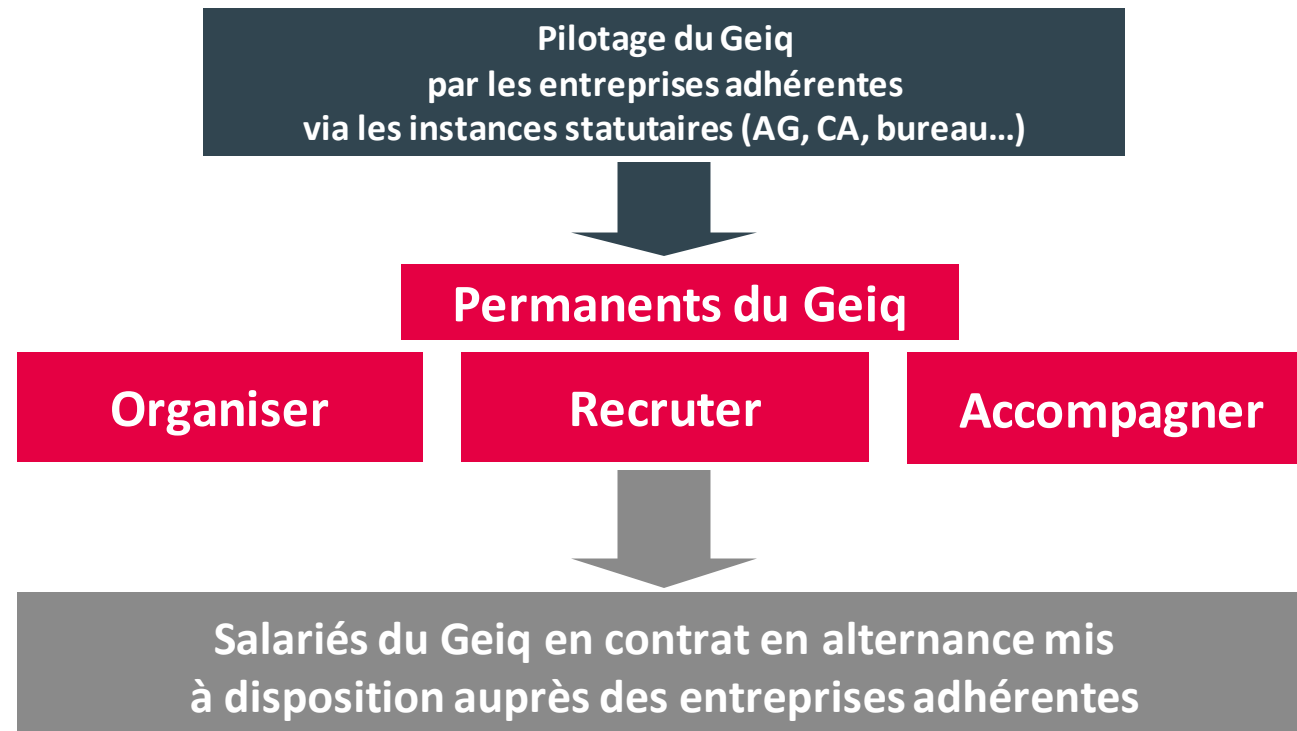 Pilotage du Geiq
par les entreprises adhérentes
via les instances statutaires (AG, CA, bureau…)
Permanents du Geiq
Organiser
Recruter
Accompagner
Salariés du Geiq en contrat en alternance mis
à disposition auprès des entreprises adhérentes